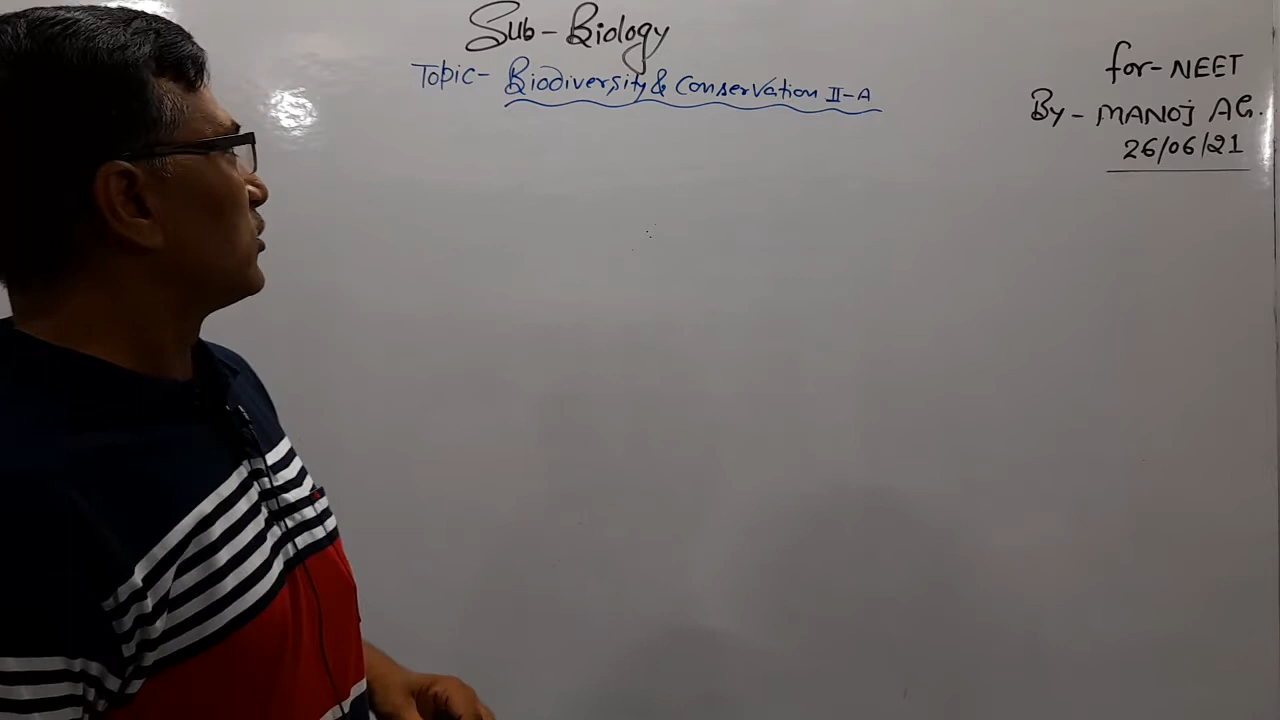 Sub - Biology
Topic - Biodiversity & Conservation II-A
for - NEET
By - MANOJ AG.
26/06/21